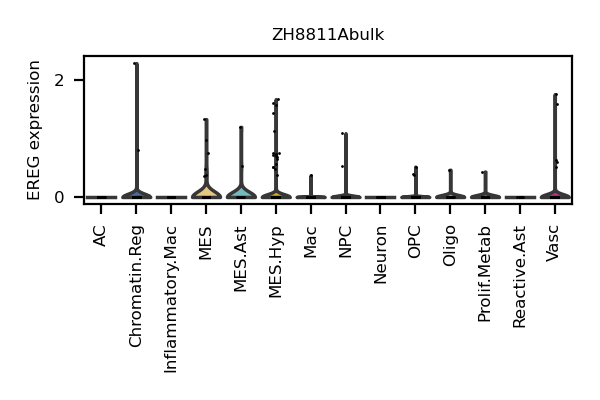 ZH8811Abulk
EREG expression
2
0
AC
Chromatin.Reg
Inflammatory.Mac
MES
MES.Ast
MES.Hyp
Mac
NPC
Neuron
OPC
Oligo
Prolif.Metab
Reactive.Ast
Vasc